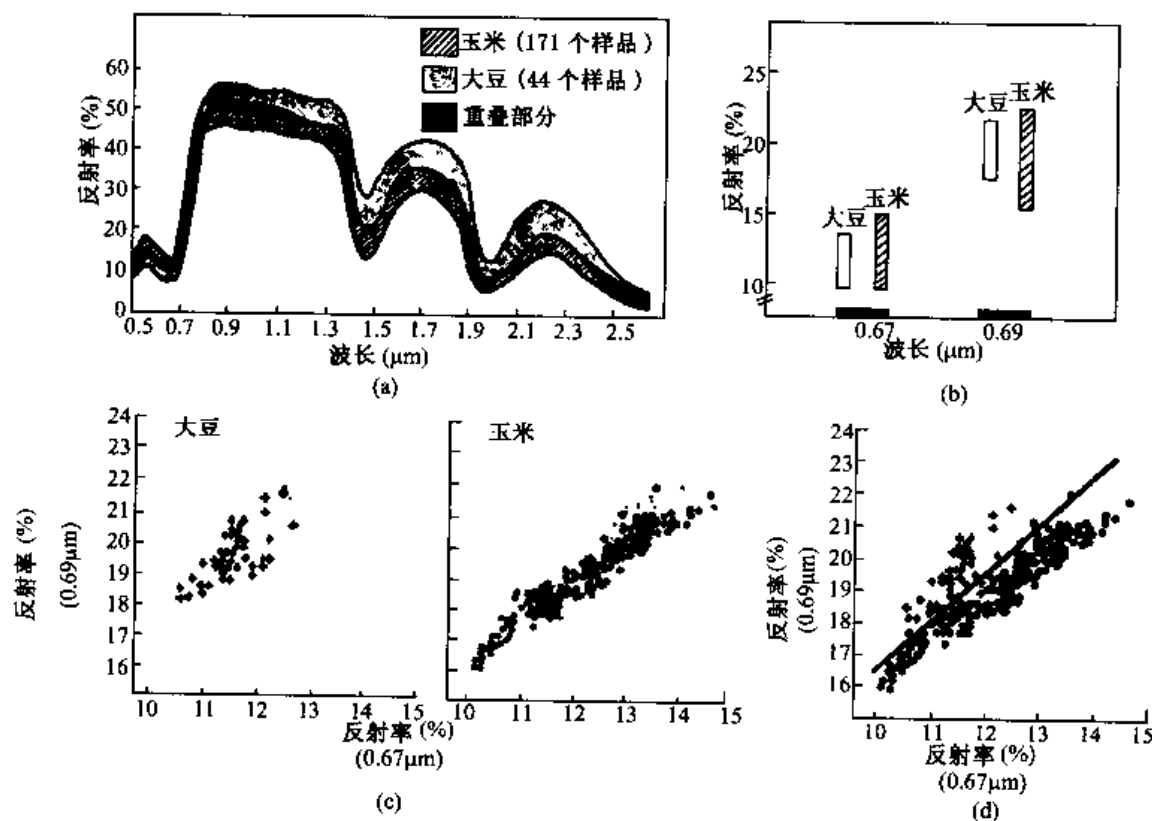 玉米 (171 个样品)
大豆 (44 个样品)
重叠部分
反射率 (%)
60
50
40
30
20
10
0
0.5 0.7 0.9 1.1 1.3 1.5 1.7 1.9 2.1 2.3 2.5
波长 (μm)
(a)
反射率 (%)
25
20
15
10
大豆 玉米
大豆 玉米
0.67 0.69
波长 (μm)
(b)
大豆
反射率 (%)
(0.69μm)
24
23
22
21
20
19
18
17
16
10 11 12 13 14 15
玉米
10 11 12 13 14 15
反射率 (%)
(0.67μm)
(c)
反射率 (%)
(0.69μm)
24
23
22
21
20
19
18
17
16
10 11 12 13 14 15
反射率 (%)
(0.67μm)
(d)